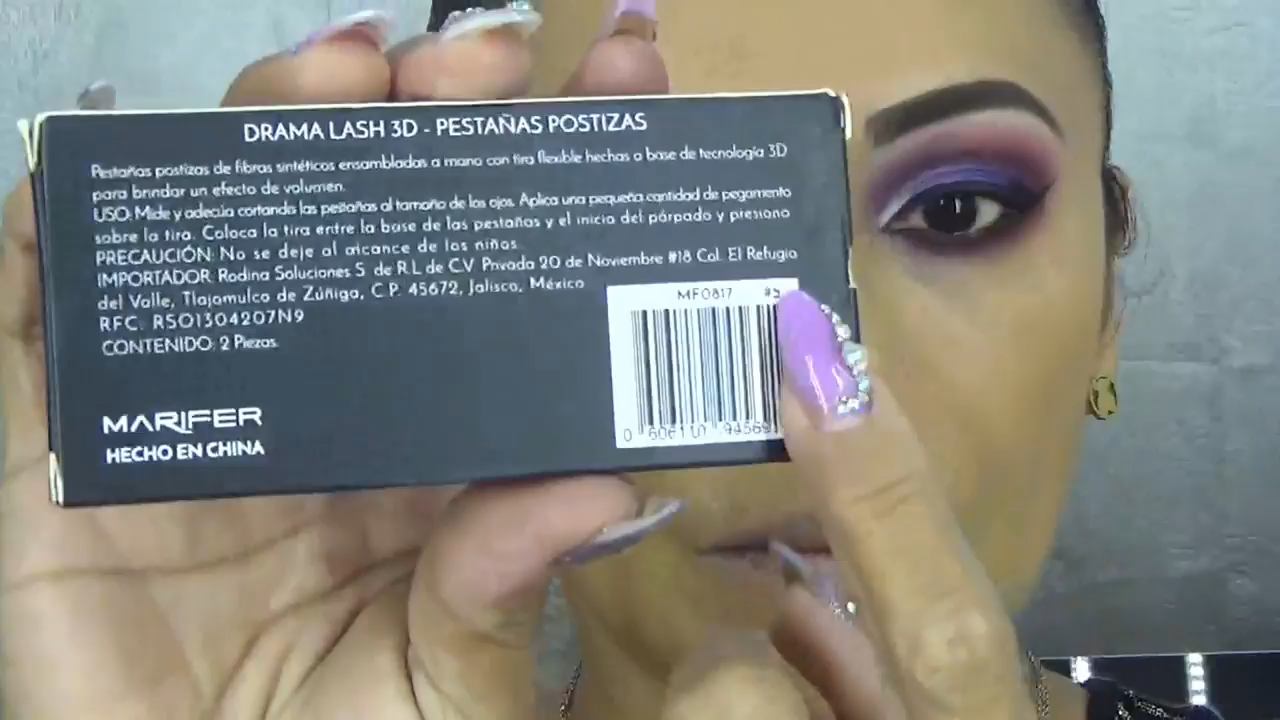 DRAMA LASH 3D - PESTAÑAS POSTIZAS
Pestañas postizas de fibras sintéticos ensambladas a mano con tira flexible hechas a base de tecnología 3D
para brindar un efecto de volumen.
USO: Mide y adecúa cortando las pestañas al tamaño de los ojos. Aplica una pequeña cantidad de pegamento
sobre la tira. Coloca la tira entre la base de las pestañas y el inicio del párpado y presiona
PRECAUCIÓN: No se deje al alcance de los niños
IMPORTADOR: Rodina Soluciones S de R.L de C.V Privada 20 de Noviembre #18 Col. El Refugio
del Valle, Tlajomulco de Zúñiga, C.P. 45672, Jalisco, México
RFC: RSO1304207N9
CONTENIDO: 2 Piezas.
MF0817 #5
0 606110
MARIFER
HECHO EN CHINA